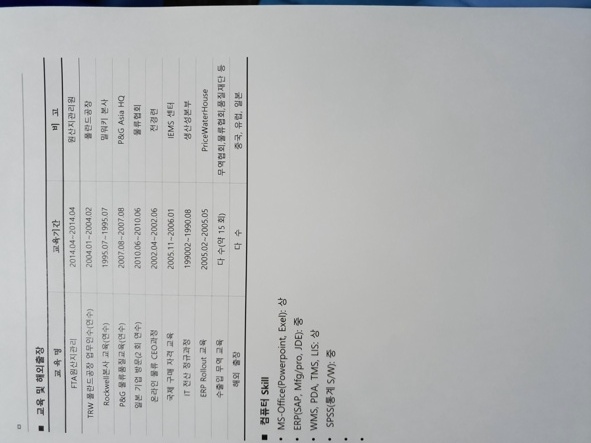 ■ 교육 및 해외출장
교 육 명 교육기간 비 고
FTA원산지관리 2014.04~2014.04 원산지관리원
TRW 폴란드공장 업무인수(연수) 2004.01~2004.02 폴란드공장
Rockwell본사 교육(연수) 1995.07~1995.07 밀워키 본사
P&G 물류품질교육(연수) 2007.08~2007.08 P&G Asia HQ
일본 기업 방문(2회 연수) 2010.06~2010.06 물류협회
온라인 물류 CEO과정 2002.04~2002.06 전경련
국제 구매 자격 교육 2005.11~2006.01 IEMS 센터
IT 전산 정규과정 199002~1990.08 생산성본부
ERP Rollout 교육 2005.02~2005.05 PriceWaterHouse
수출입 무역 교육 다 수(약 15회) 무역협회,물류협회,품질재단 등
해외 출장 다 수 중국, 유럽, 일본
■ 컴퓨터 Skill
• MS-Office(Powerpoint, Exel): 상
• ERP(SAP, Mfg/pro, JDE): 중
• WMS, PDA, TMS, LIS: 상
• SPSS(통계 S/W): 중
•
•